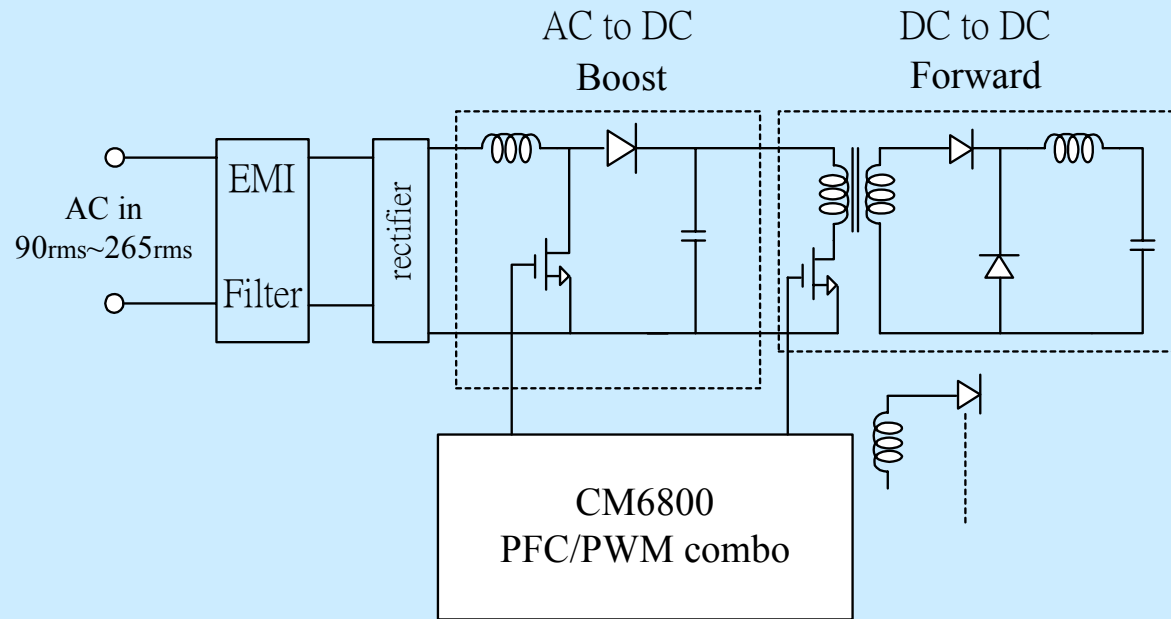 AC to DC
Boost
DC to DC
Forward
AC in
90rms~265rms
EMI
Filter
rectifier
CM6800
PFC/PWM combo